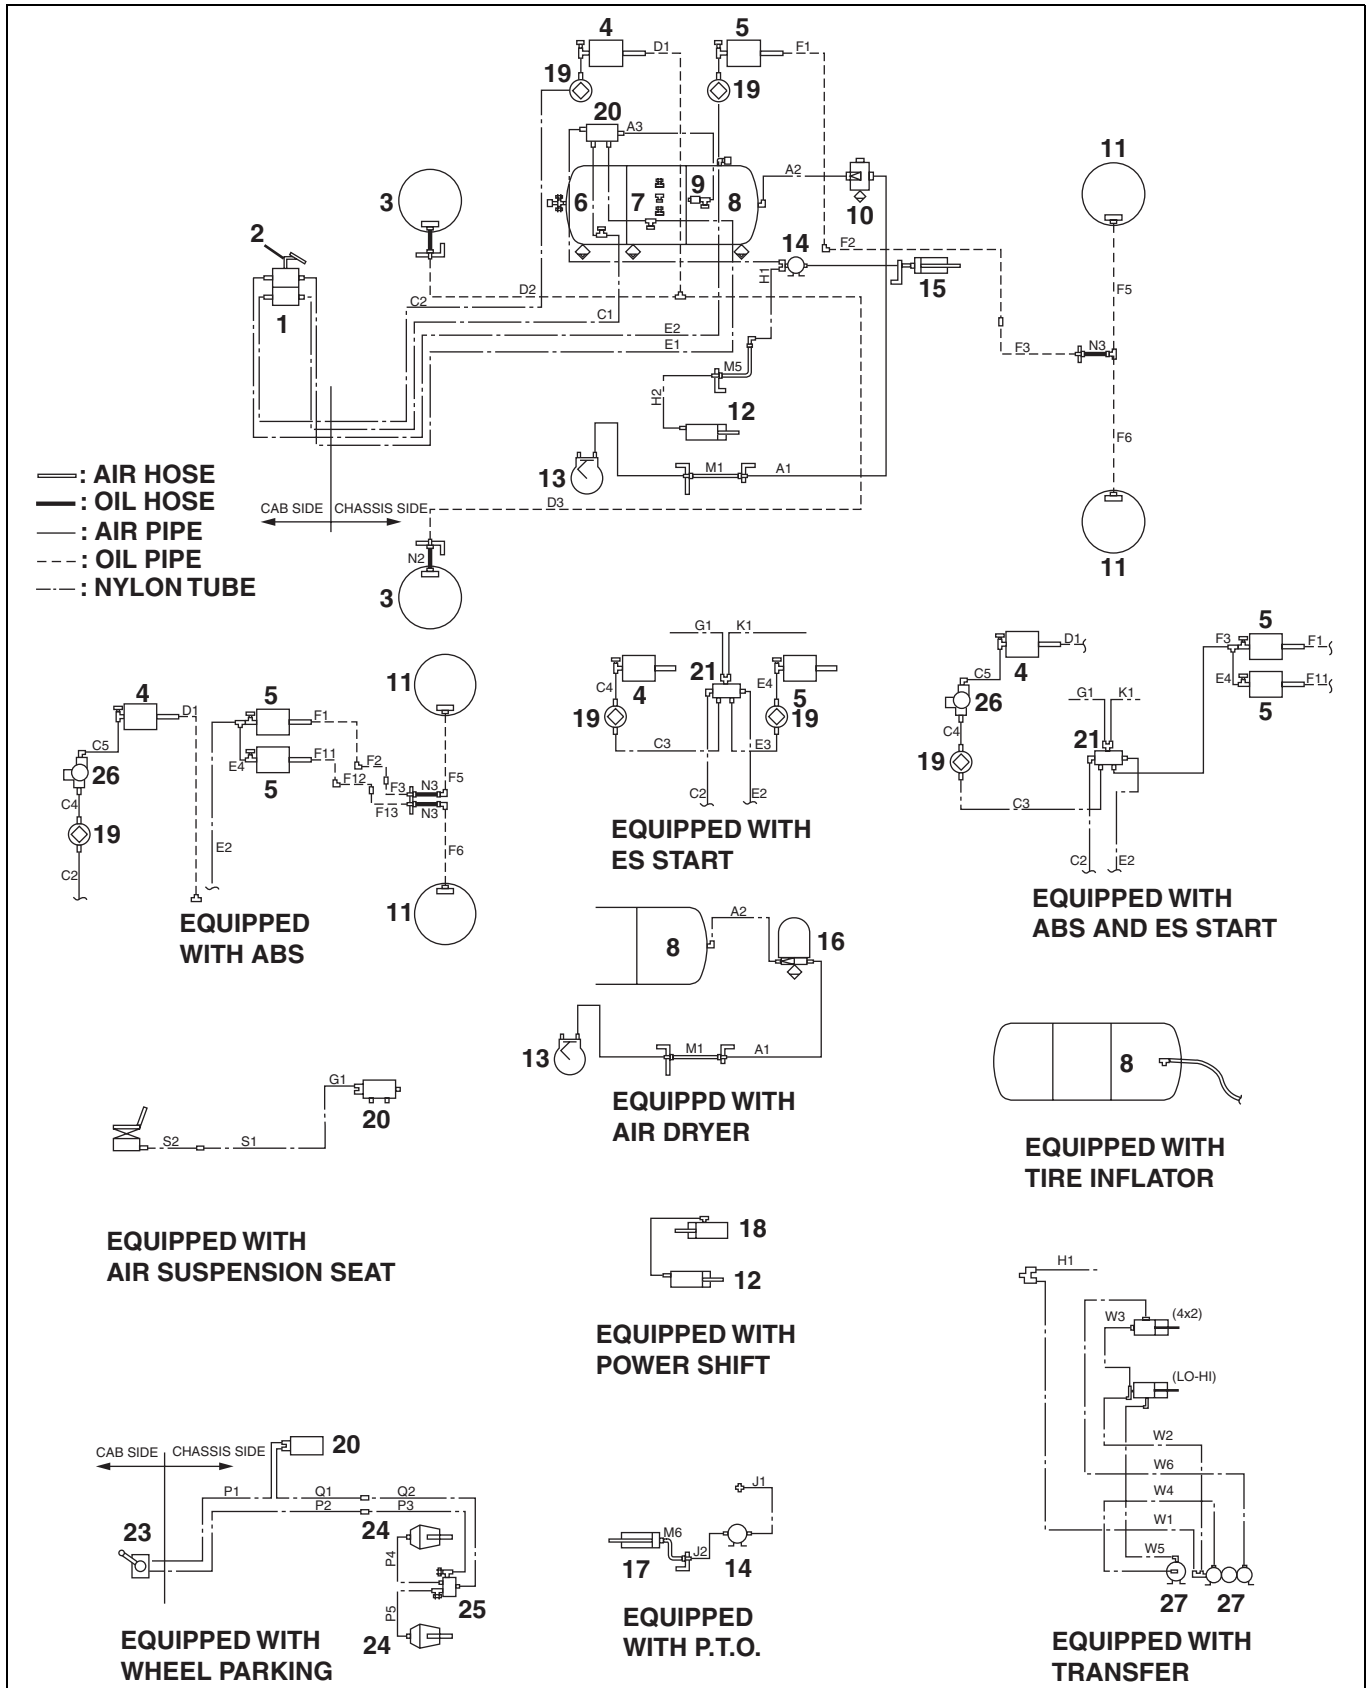 4
5
D1
F1
19
19
20
A3
11
3
A2
6
7
9
8
10
2
14
F2
H1
15
1
C2
D2
C1
E2
E1
F5
F3
N3
M5
H2
12
F6
13
M1
A1
D3
: AIR HOSE
: OIL HOSE
: AIR PIPE
: OIL PIPE
: NYLON TUBE
CAB SIDE
CHASSIS SIDE
N2
3
11
4
D1
C5
26
C4
19
C2
5
F1
E4
F11
5
F2
F12
F3
N3
F13
N3
E2
11
F5
F6
11
EQUIPPED
WITH ABS
G1
K1
21
C4
4
E4
5
19
19
C3
E3
C2
E2
EQUIPPED WITH
ES START
4
D1
C5
26
C4
19
C3
G1
K1
21
F3
5
F1
E4
F11
5
C2
E2
EQUIPPED WITH
ABS AND ES START
8
A2
16
13
M1
A1
EQUIPPD WITH
AIR DRYER
8
EQUIPPED WITH
TIRE INFLATOR
G1
20
S2
S1
EQUIPPED WITH
AIR SUSPENSION SEAT
18
12
EQUIPPED WITH
POWER SHIFT
H1
W3
(4x2)
(LO-HI)
W2
W6
W4
W1
W5
27
27
EQUIPPED WITH
TRANSFER
CAB SIDE
CHASSIS SIDE
20
P1
Q1
Q2
P2
P3
23
24
P4
25
P5
24
EQUIPPED WITH
WHEEL PARKING
J1
M6
J2
17
14
EQUIPPED
WITH P.T.O.